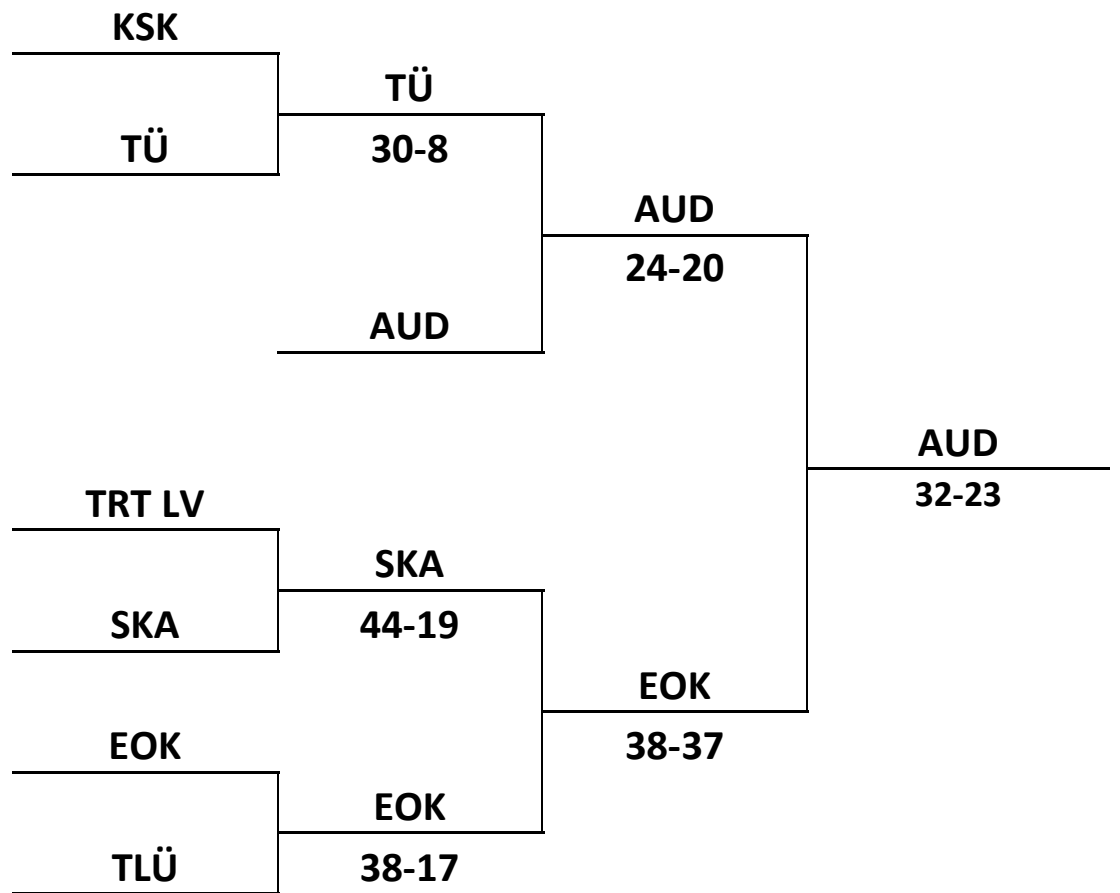 KSK
TÜ
TÜ
30-8
AUD
24-20
AUD
AUD
32-23
TRT LV
SKA
SKA
44-19
EOK
38-37
EOK
EOK
38-17
TLÜ